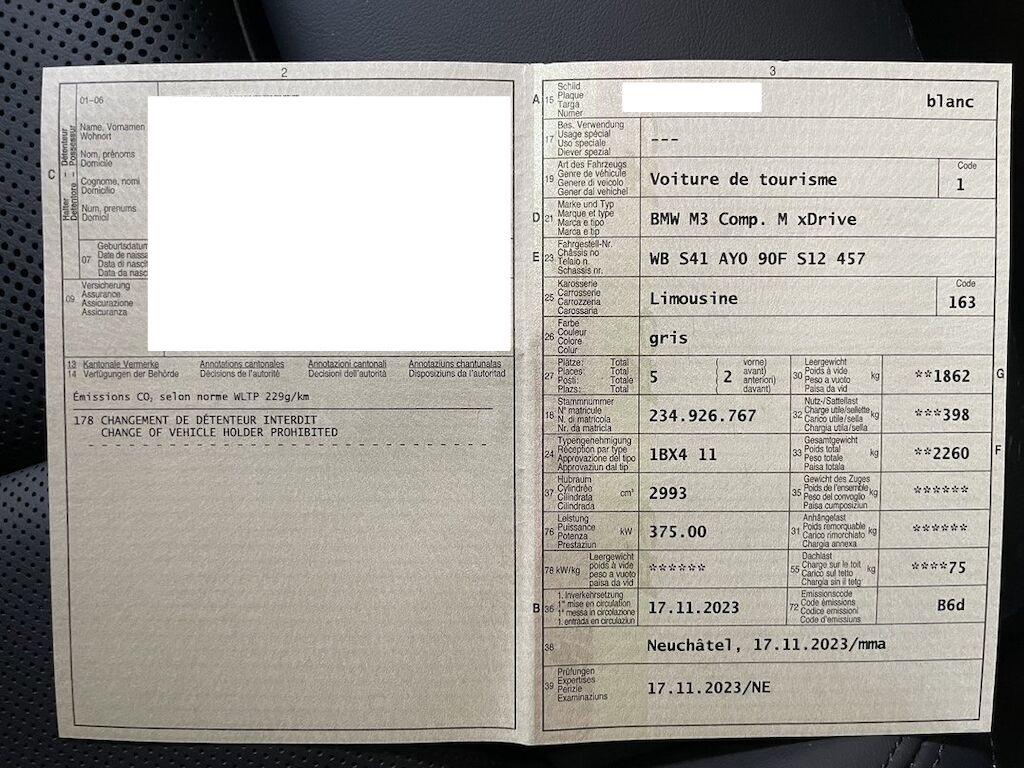 2
01–06
Name, Vornamen
Wohnort
Nom, prénoms
Domicile
Cognome, nomi
Domicilio
Num, prenums
Domicil
C
Halter – Détenteur
Detentore – Possessur
07
Geburtsdatum
Date de naissa
Data di nascit
Data da nasc
09
Versicherung
Assurance
Assicurazione
Assicuranza
13 Kantonale Vermerke Annotations cantonales Annotazioni cantonali Annotaziuns chantunalas
14 Verfügungen der Behörde Décisions de l'autorité Decisioni dell'autorità Disposiziuns da l'autoritad
Émissions CO₂ selon norme WLTP 229g/km
178 CHANGEMENT DE DÉTENTEUR INTERDIT
CHANGE OF VEHICLE HOLDER PROHIBITED
3
A 15
Schild
Plaque
Targa
Numer
blanc
17
Bes. Verwendung
Usage spécial
Uso speciale
Diever spezial
---
19
Art des Fahrzeugs
Genre de véhicule
Genere di veicolo
Gener dal vehichel
Voiture de tourisme
Code
1
D 21
Marke und Typ
Marque et type
Marca e tipo
Marca e tip
BMW M3 Comp. M xDrive
E 23
Fahrgestell-Nr.
Châssis no
Telaio n.
Schassis nr.
WB S41 AY0 90F S12 457
25
Karosserie
Carrosserie
Carrozzeria
Carossaria
Limousine
Code
163
26
Farbe
Couleur
Colore
Colur
gris
27
Plätze: Total
Places: Total
Posti: Totale
Plazs: Total
5
( 2
vorne)
avant)
anteriori)
davant)
30
Leergewicht
Poids à vide
Peso a vuoto
Paisa da vid
kg
**1862
G
18
Stammnummer
N° matricule
N. di matricola
Nr. da matricla
234.926.767
32
Nutz-/Sattellast
Charge utile/sellette
Carico utile/sella
Chargia utila/sella
kg
***398
24
Typengenehmigung
Réception par type
Approvazione del tipo
Approvaziun dal tip
1BX4 11
33
Gesamtgewicht
Poids total
Peso totale
Paisa totala
kg
**2260
F
37
Hubraum
Cylindrée
Cilindrata
Cilindrada
cm³
2993
35
Gewicht des Zuges
Poids de l'ensemble
Peso del convoglio
Paisa cumposiziun
kg
******
76
Leistung
Puissance
Potenza
Prestaziun
kW
375.00
31
Anhängelast
Poids remorquable
Carico rimorchiato
Chargia annexa
kg
******
78 kW/kg
Leergewicht
poids à vide
peso a vuoto
paisa da vid
******
55
Dachlast
Charge sur le toit
Carico sul tetto
Chargia sin il tetg
kg
****75
B 36
1. Inverkehrsetzung
1re mise en circulation
1a messa in circolazione
1. entrada en circulaziun
17.11.2023
72
Emissionscode
Code émissions
Codice emissioni
Code d'emissiuns
B6d
38
Neuchâtel, 17.11.2023/mma
39
Prüfungen
Expertises
Perizie
Examinaziuns
17.11.2023/NE